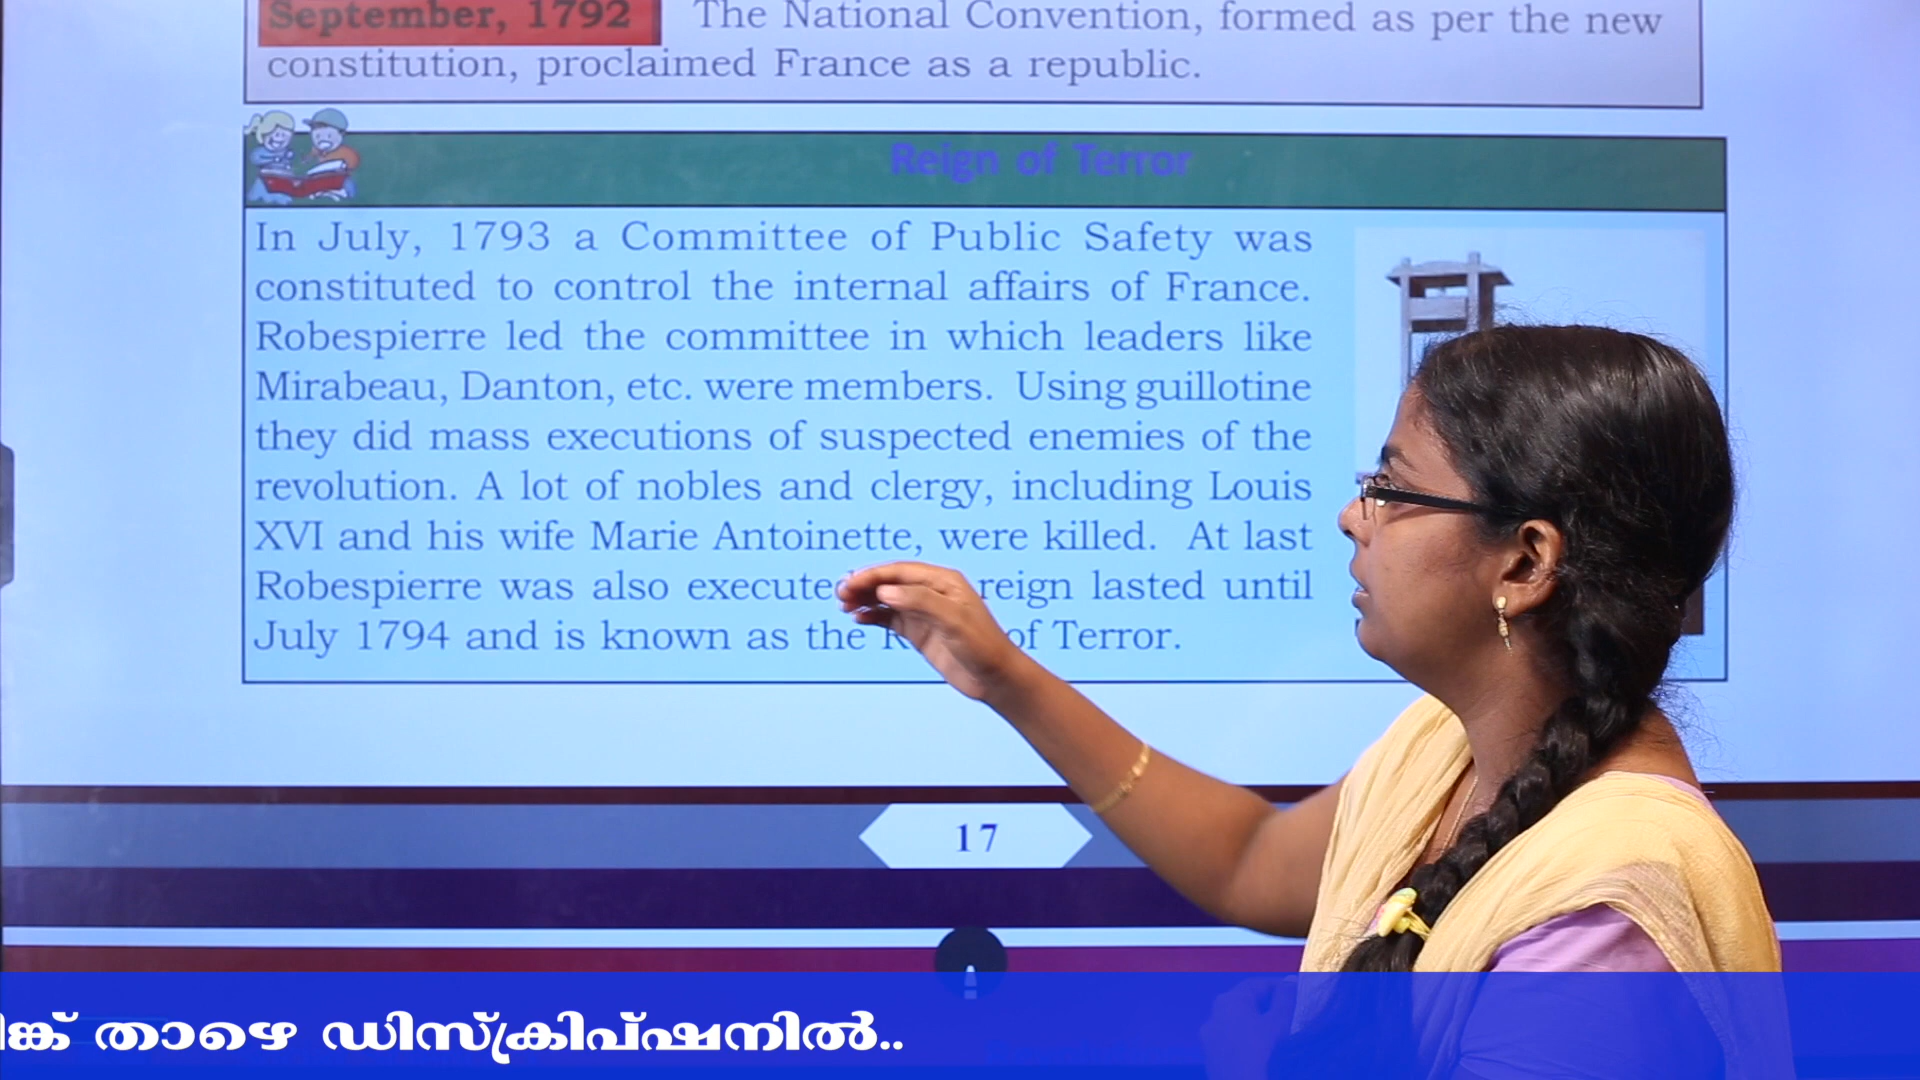 September, 1792 The National Convention, formed as per the new
constitution, proclaimed France as a republic.
Reign of Terror
In July, 1793 a Committee of Public Safety was
constituted to control the internal affairs of France.
Robespierre led the committee in which leaders like
Mirabeau, Danton, etc. were members. Using guillotine
they did mass executions of suspected enemies of the
revolution. A lot of nobles and clergy, including Louis
XVI and his wife Marie Antoinette, were killed. At last
Robespierre was also reign lasted until
July 1794 and is known as the of Terror.
17
താഴെ ഡിസ്ക്രിപ്ഷനിൽ..